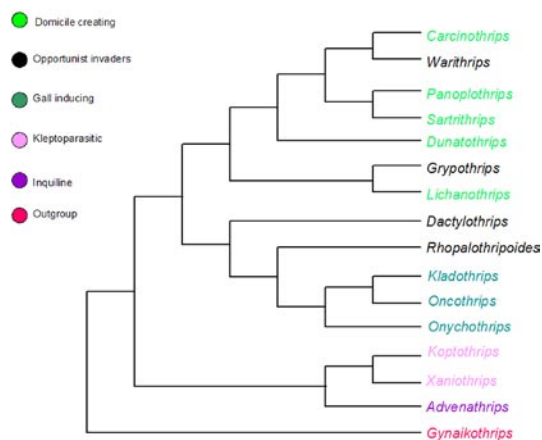 Domicile creating
Opportunist invaders
Gall inducing
Kleptoparasitic
Inquiline
Outgroup
Carcinothrips
Warithrips
Panoplothrips
Sartrithrips
Dunatothrips
Grypothrips
Lichanothrips
Dactylothrips
Rhopalothripoides
Kladothrips
Oncothrips
Onychothrips
Koptothrips
Xaniothrips
Advenathrips
Gynaikothrips